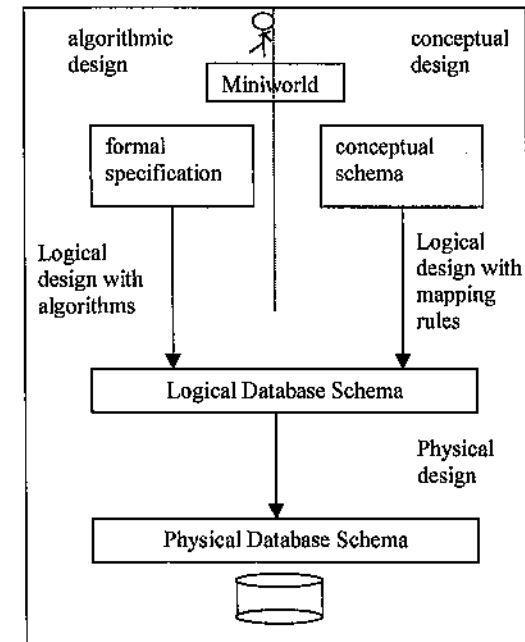 algorithmic
design
conceptual
design
Miniworld
formal
specification
conceptual
schema
Logical
design with
algorithms
Logical
design with
mapping
rules
Logical Database Schema
Physical
design
Physical Database Schema